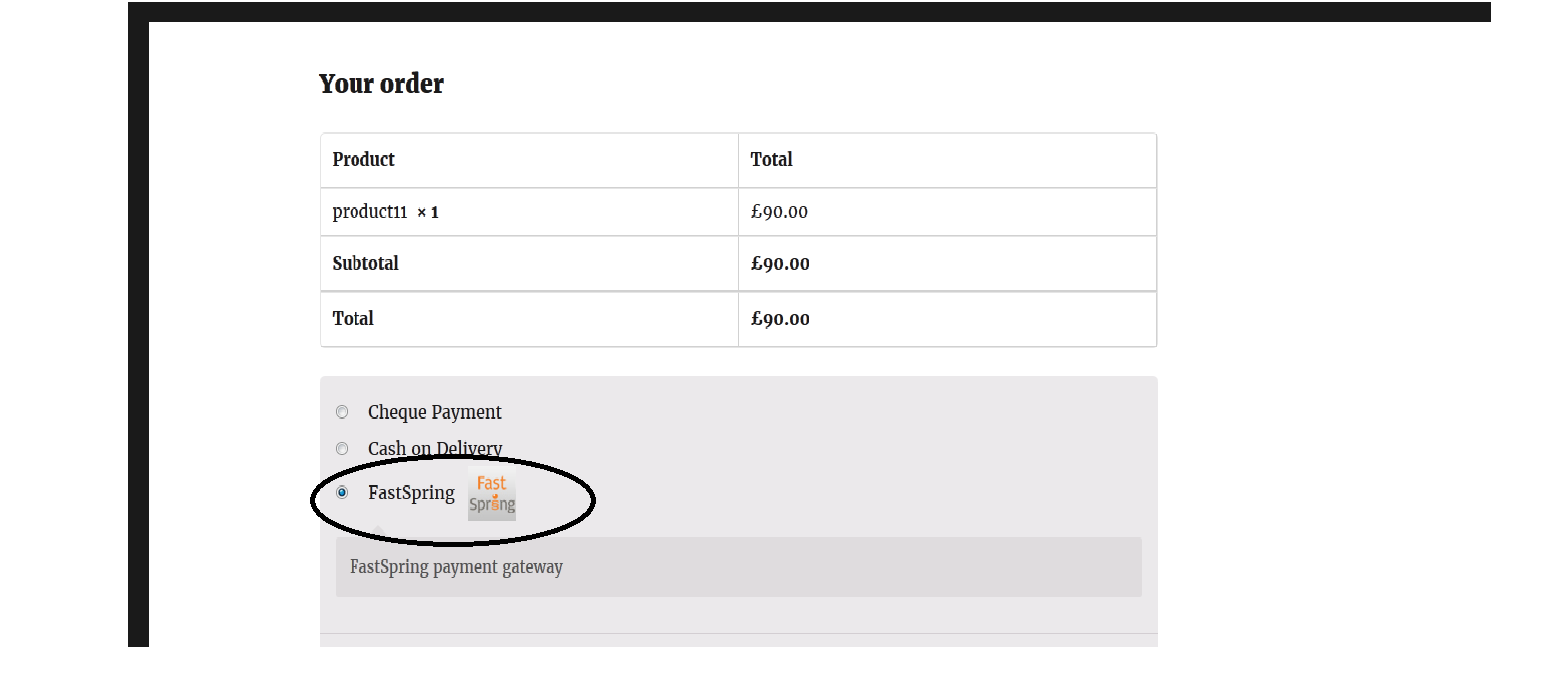 Your order
Product Total
product11 × 1 £90.00
Subtotal £90.00
Total £90.00
Cheque Payment
Cash on Delivery
FastSpring Fast
Spring
FastSpring payment gateway